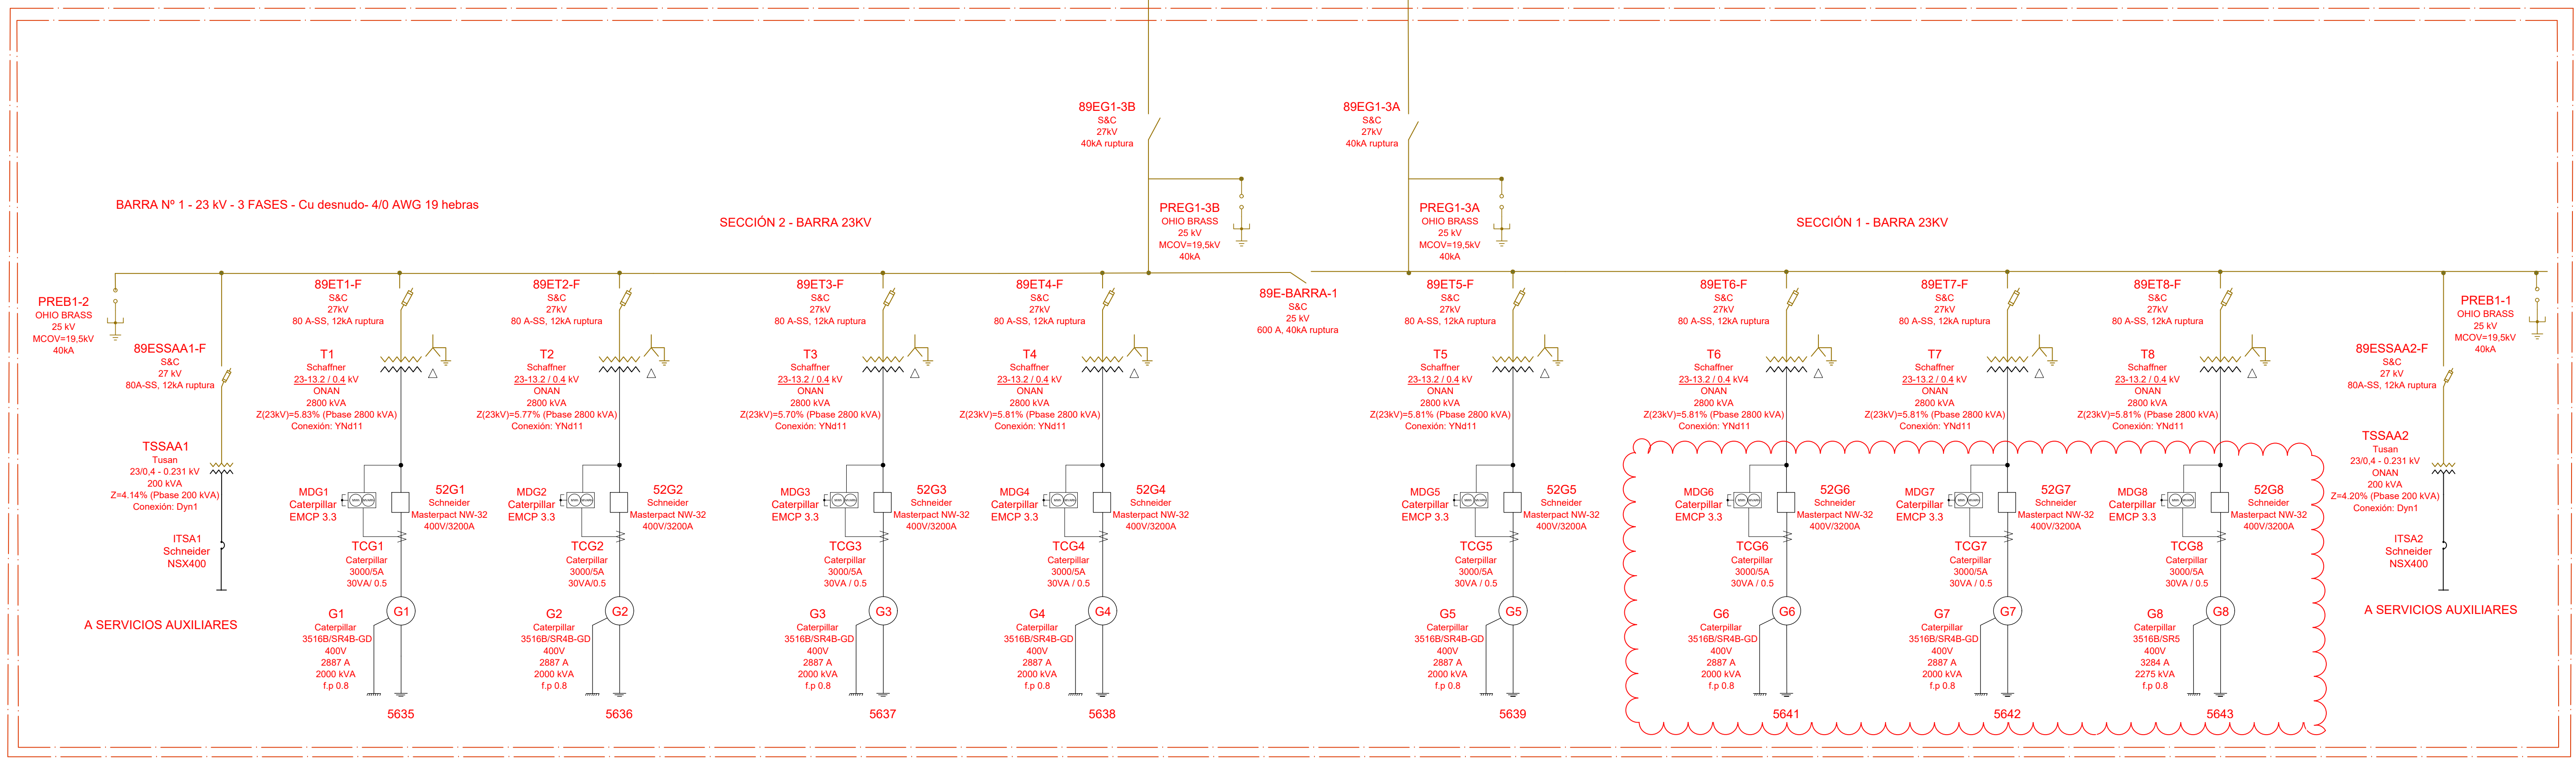 89EG1-3B
S&C
27kV
40kA ruptura
89EG1-3A
S&C
27kV
40kA ruptura
BARRA Nº 1 - 23 kV - 3 FASES - Cu desnudo- 4/0 AWG 19 hebras
SECCIÓN 2 - BARRA 23KV
PREG1-3B
OHIO BRASS
25 kV
MCOV=19,5kV
40kA
PREG1-3A
OHIO BRASS
25 kV
MCOV=19,5kV
40kA
SECCIÓN 1 - BARRA 23KV
PREB1-2
OHIO BRASS
25 kV
MCOV=19,5kV
40kA
89ESSAA1-F
S&C
27 kV
80A-SS, 12kA ruptura
TSSAA1
Tusan
23/0,4 - 0.231 kV
ONAN
200 kVA
Z=4.14% (Pbase 200 kVA)
Conexión: Dyn1
ITSA1
Schneider
NSX400
A SERVICIOS AUXILIARES
89ET1-F
S&C
27kV
80 A-SS, 12kA ruptura
T1
Schaffner
23-13.2 / 0.4 kV
ONAN
2800 kVA
Z(23kV)=5.83% (Pbase 2800 kVA)
Conexión: YNd11
MDG1
Caterpillar
EMCP 3.3
52G1
Schneider
Masterpact NW-32
400V/3200A
TCG1
Caterpillar
3000/5A
30VA/ 0.5
G1
Caterpillar
3516B/SR4B-GD
400V
2887 A
2000 kVA
f.p 0.8
G1
5635
89ET2-F
S&C
27kV
80 A-SS, 12kA ruptura
T2
Schaffner
23-13.2 / 0.4 kV
ONAN
2800 kVA
Z(23kV)=5.77% (Pbase 2800 kVA)
Conexión: YNd11
MDG2
Caterpillar
EMCP 3.3
52G2
Schneider
Masterpact NW-32
400V/3200A
TCG2
Caterpillar
3000/5A
30VA/0.5
G2
Caterpillar
3516B/SR4B-GD
400V
2887 A
2000 kVA
f.p 0.8
G2
5636
89ET3-F
S&C
27kV
80 A-SS, 12kA ruptura
T3
Schaffner
23-13.2 / 0.4 kV
ONAN
2800 kVA
Z(23kV)=5.70% (Pbase 2800 kVA)
Conexión: YNd11
MDG3
Caterpillar
EMCP 3.3
52G3
Schneider
Masterpact NW-32
400V/3200A
TCG3
Caterpillar
3000/5A
30VA / 0.5
G3
Caterpillar
3516B/SR4B-GD
400V
2887 A
2000 kVA
f.p 0.8
G3
5637
89ET4-F
S&C
27kV
80 A-SS, 12kA ruptura
T4
Schaffner
23-13.2 / 0.4 kV
ONAN
2800 kVA
Z(23kV)=5.81% (Pbase 2800 kVA)
Conexión: YNd11
MDG4
Caterpillar
EMCP 3.3
52G4
Schneider
Masterpact NW-32
400V/3200A
TCG4
Caterpillar
3000/5A
30VA / 0.5
G4
Caterpillar
3516B/SR4B-GD
400V
2887 A
2000 kVA
f.p 0.8
G4
5638
89E-BARRA-1
S&C
25 kV
600 A, 40kA ruptura
89ET5-F
S&C
27kV
80 A-SS, 12kA ruptura
T5
Schaffner
23-13.2 / 0.4 kV
ONAN
2800 kVA
Z(23kV)=5.81% (Pbase 2800 kVA)
Conexión: YNd11
MDG5
Caterpillar
EMCP 3.3
52G5
Schneider
Masterpact NW-32
400V/3200A
TCG5
Caterpillar
3000/5A
30VA / 0.5
G5
Caterpillar
3516B/SR4B-GD
400V
2887 A
2000 kVA
f.p 0.8
G5
5639
89ET6-F
S&C
27kV
80 A-SS, 12kA ruptura
T6
Schaffner
23-13.2 / 0.4 kV4
ONAN
2800 kVA
Z(23kV)=5.81% (Pbase 2800 kVA)
Conexión: YNd11
MDG6
Caterpillar
EMCP 3.3
52G6
Schneider
Masterpact NW-32
400V/3200A
TCG6
Caterpillar
3000/5A
30VA / 0.5
G6
Caterpillar
3516B/SR4B-GD
400V
2887 A
2000 kVA
f.p 0.8
G6
5641
89ET7-F
S&C
27kV
80 A-SS, 12kA ruptura
T7
Schaffner
23-13.2 / 0.4 kV
ONAN
2800 kVA
Z(23kV)=5.81% (Pbase 2800 kVA)
Conexión: YNd11
MDG7
Caterpillar
EMCP 3.3
52G7
Schneider
Masterpact NW-32
400V/3200A
TCG7
Caterpillar
3000/5A
30VA / 0.5
G7
Caterpillar
3516B/SR4B-GD
400V
2887 A
2000 kVA
f.p 0.8
G7
5642
89ET8-F
S&C
27kV
80 A-SS, 12kA ruptura
T8
Schaffner
23-13.2 / 0.4 kV
ONAN
2800 kVA
Z(23kV)=5.81% (Pbase 2800 kVA)
Conexión: YNd11
MDG8
Caterpillar
EMCP 3.3
52G8
Schneider
Masterpact NW-32
400V/3200A
TCG8
Caterpillar
3000/5A
30VA / 0.5
G8
Caterpillar
3516B/SR5
400V
3284 A
2275 kVA
f.p 0.8
G8
5643
PREB1-1
OHIO BRASS
25 kV
MCOV=19,5kV
40kA
89ESSAA2-F
S&C
27 kV
80A-SS, 12kA ruptura
TSSAA2
Tusan
23/0,4 - 0.231 kV
ONAN
200 kVA
Z=4.20% (Pbase 200 kVA)
Conexión: Dyn1
ITSA2
Schneider
NSX400
A SERVICIOS AUXILIARES